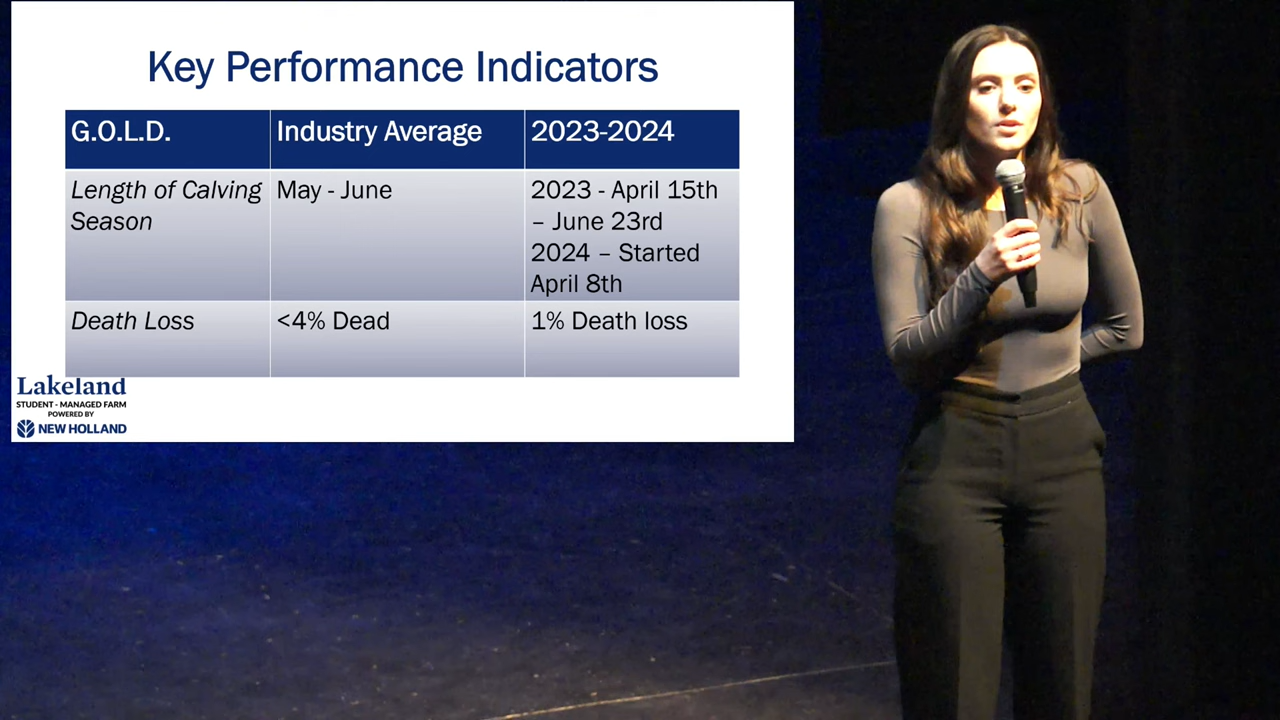 Key Performance Indicators
G.O.L.D.
Industry Average
2023-2024
Length of Calving
Season
May - June
2023 - April 15th
– June 23rd
2024 – Started
April 8th
Death Loss
<4% Dead
1% Death loss
Lakeland
STUDENT - MANAGED FARM
POWERED BY
NEW HOLLAND